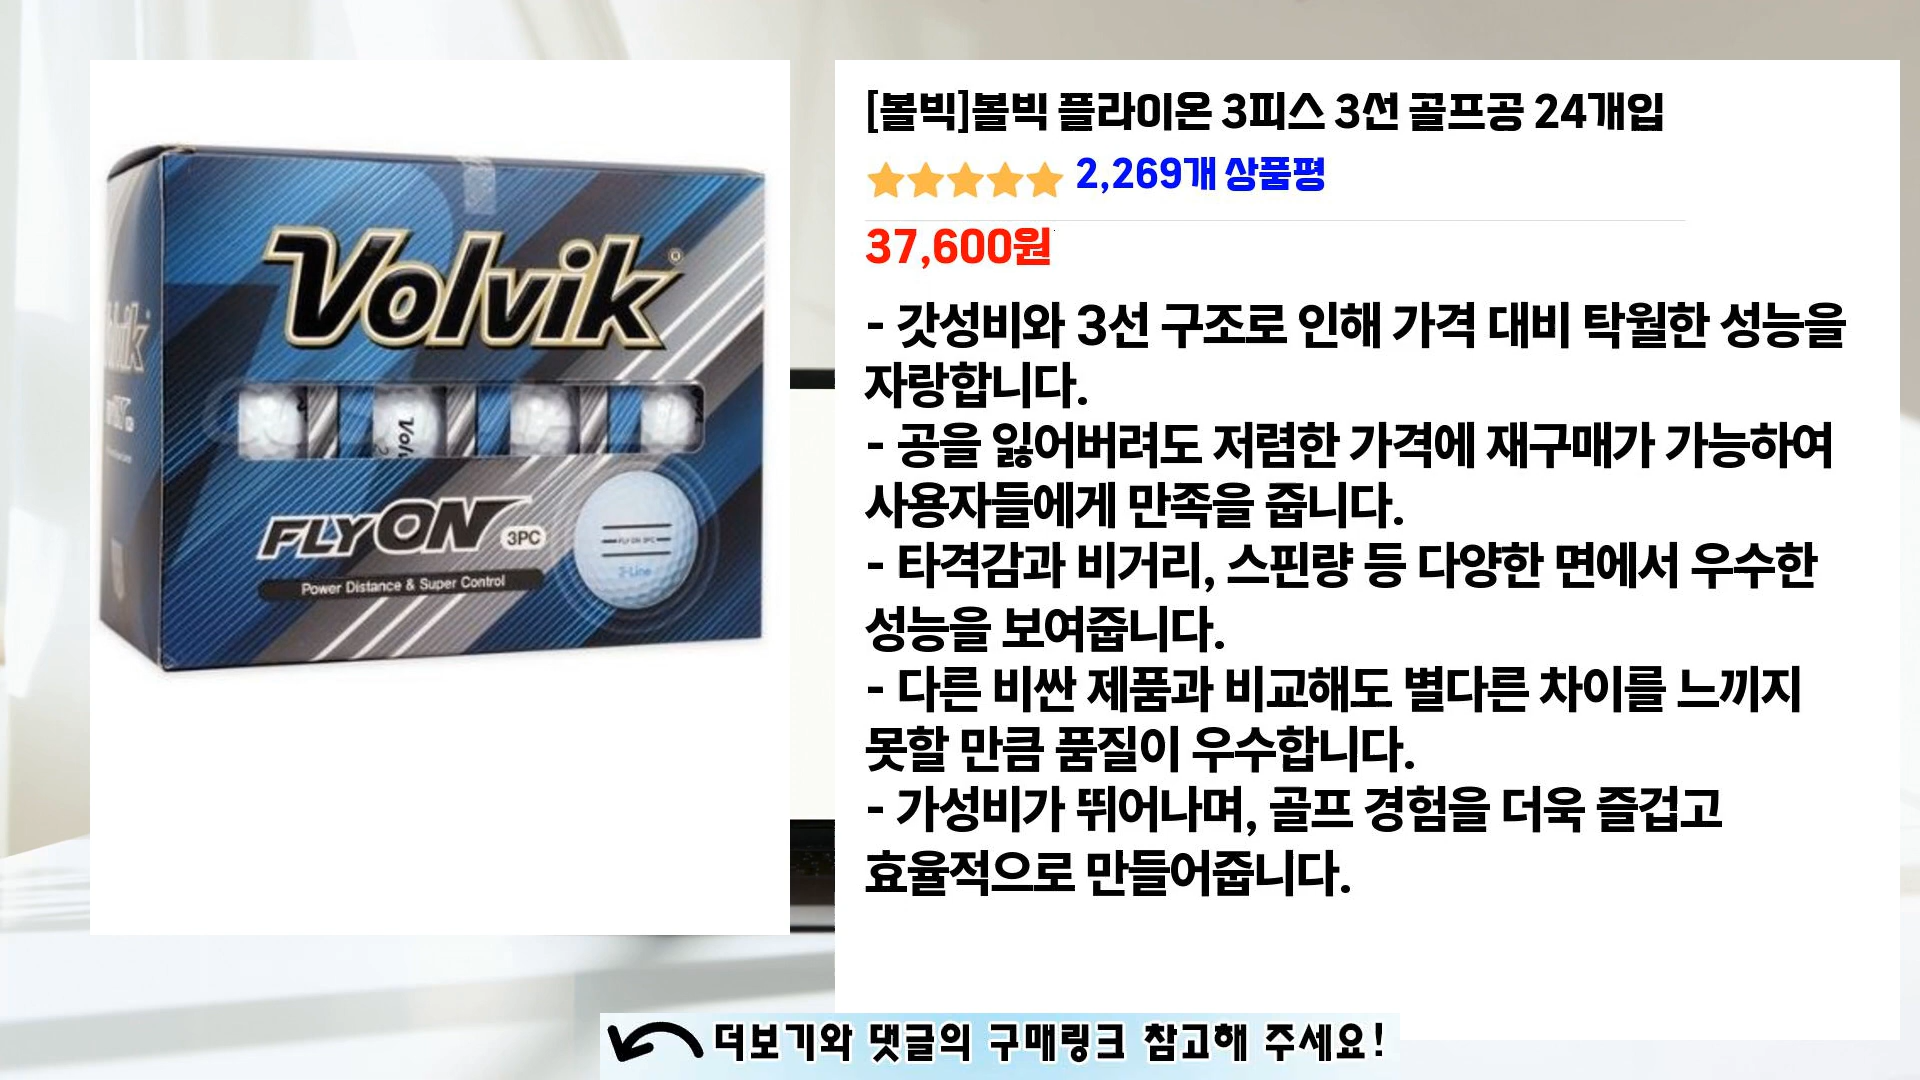 [볼빅]볼빅 플라이온 3피스 3선 골프공 24개입
2,269개 상품평
37,600원
- 갓성비와 3선 구조로 인해 가격 대비 탁월한 성능을
자랑합니다.
- 공을 잃어버려도 저렴한 가격에 재구매가 가능하여
사용자들에게 만족을 줍니다.
- 타격감과 비거리, 스핀량 등 다양한 면에서 우수한
성능을 보여줍니다.
- 다른 비싼 제품과 비교해도 별다른 차이를 느끼지
못할 만큼 품질이 우수합니다.
- 가성비가 뛰어나며, 골프 경험을 더욱 즐겁고
효율적으로 만들어줍니다.
Volvik®
FLYON 3PC
Power Distance & Super Control
FLY ON 3PC
3-Line
더보기와 댓글의 구매링크 참고해 주세요!